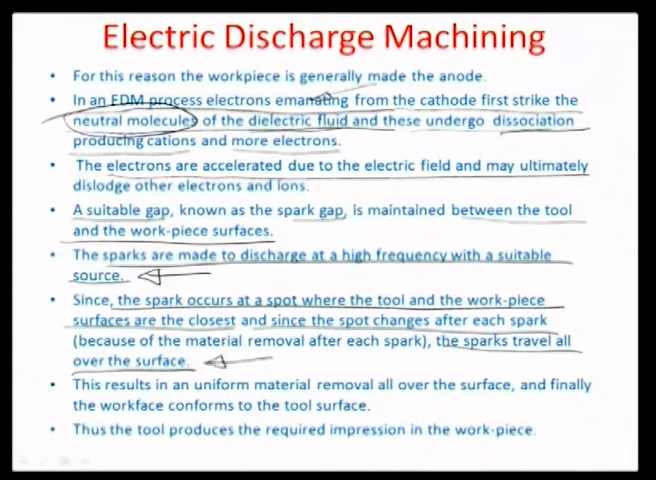 Electric Discharge Machining
• For this reason the workpiece is generally made the anode.
• In an EDM process electrons emanating from the cathode first strike the
neutral molecules of the dielectric fluid and these undergo dissociation
producing cations and more electrons.
• The electrons are accelerated due to the electric field and may ultimately
dislodge other electrons and ions.
• A suitable gap, known as the spark gap, is maintained between the tool
and the work-piece surfaces.
• The sparks are made to discharge at a high frequency with a suitable
source.
• Since, the spark occurs at a spot where the tool and the work-piece
surfaces are the closest and since the spot changes after each spark
(because of the material removal after each spark), the sparks travel all
over the surface.
• This results in an uniform material removal all over the surface, and finally
the workface conforms to the tool surface.
• Thus the tool produces the required impression in the work-piece.